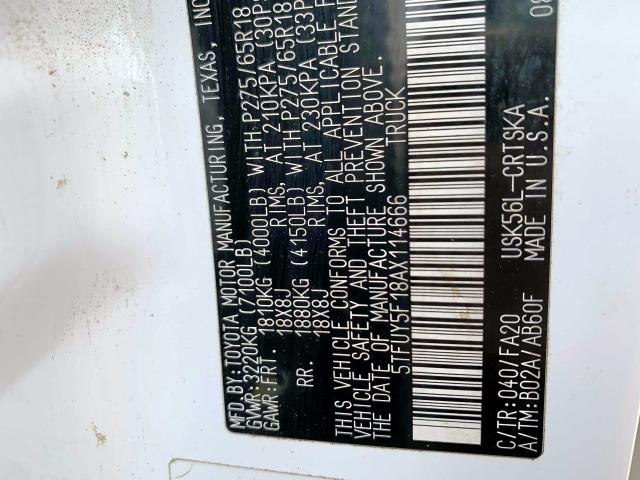 MFD.BY:TOYOTA MOTOR MANUFACTURING, TEXAS, INC
GVWR:3220KG (7100LB)
GAWR:FRT. 1810KG (4000LB) WITH P275/65R18
18X8J RIMS, AT 210KPA (30P
RR. 1880KG (4150LB) WITH P275/65R18
18X8J RIMS, AT 230KPA (33P
THIS VEHICLE CONFORMS TO ALL APPLICABLE F
VEHICLE SAFETY AND THEFT PREVENTION STAND
THE DATE OF MANUFACTURE SHOWN ABOVE.
5TFUY5F18AX114666 TRUCK
C/TR:040/FA20 USK56L-CRTSKA
A/TM:B02A/AB60F MADE IN U.S.A.